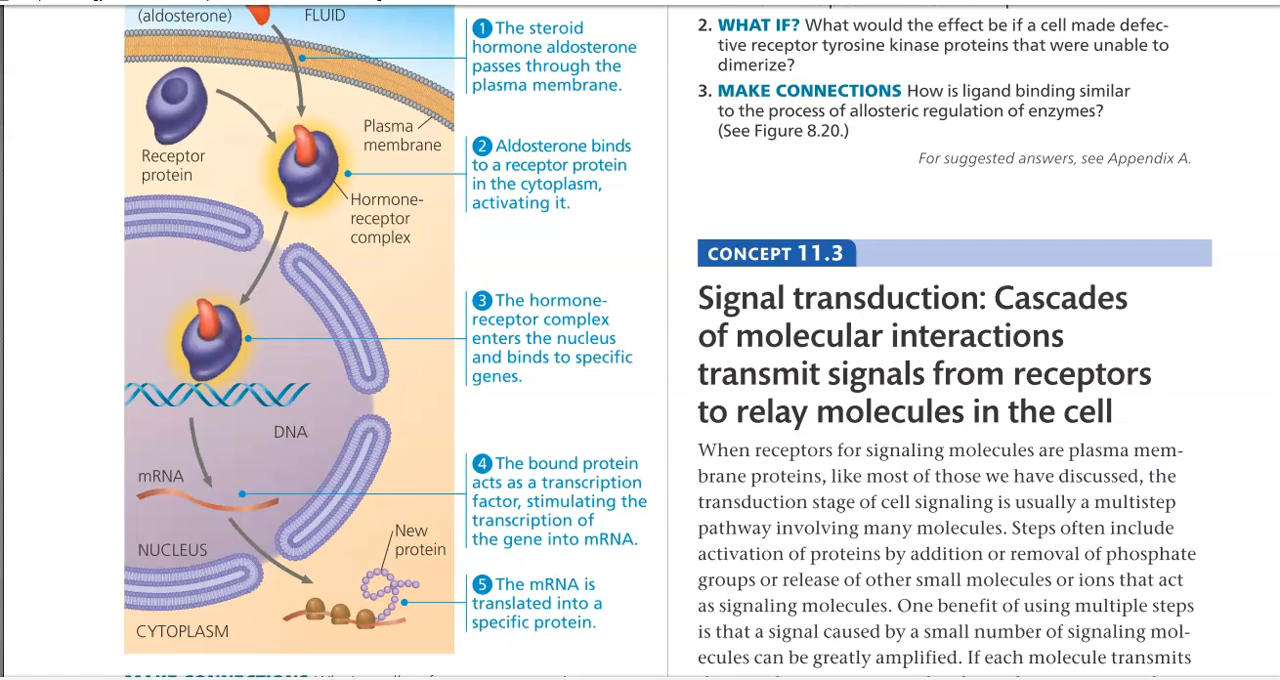 (aldosterone)
FLUID
1 The steroid
hormone aldosterone
passes through the
plasma membrane.
Plasma
membrane
Receptor
protein
2 Aldosterone binds
to a receptor protein
in the cytoplasm,
activating it.
Hormone-
receptor
complex
3 The hormone-
receptor complex
enters the nucleus
and binds to specific
genes.
DNA
mRNA
4 The bound protein
acts as a transcription
factor, stimulating the
transcription of
the gene into mRNA.
New
protein
NUCLEUS
5 The mRNA is
translated into a
specific protein.
CYTOPLASM
2. WHAT IF? What would the effect be if a cell made defec-
tive receptor tyrosine kinase proteins that were unable to
dimerize?
3. MAKE CONNECTIONS How is ligand binding similar
to the process of allosteric regulation of enzymes?
(See Figure 8.20.)
For suggested answers, see Appendix A.
CONCEPT 11.3
Signal transduction: Cascades
of molecular interactions
transmit signals from receptors
to relay molecules in the cell
When receptors for signaling molecules are plasma mem-
brane proteins, like most of those we have discussed, the
transduction stage of cell signaling is usually a multistep
pathway involving many molecules. Steps often include
activation of proteins by addition or removal of phosphate
groups or release of other small molecules or ions that act
as signaling molecules. One benefit of using multiple steps
is that a signal caused by a small number of signaling mol-
ecules can be greatly amplified. If each molecule transmits